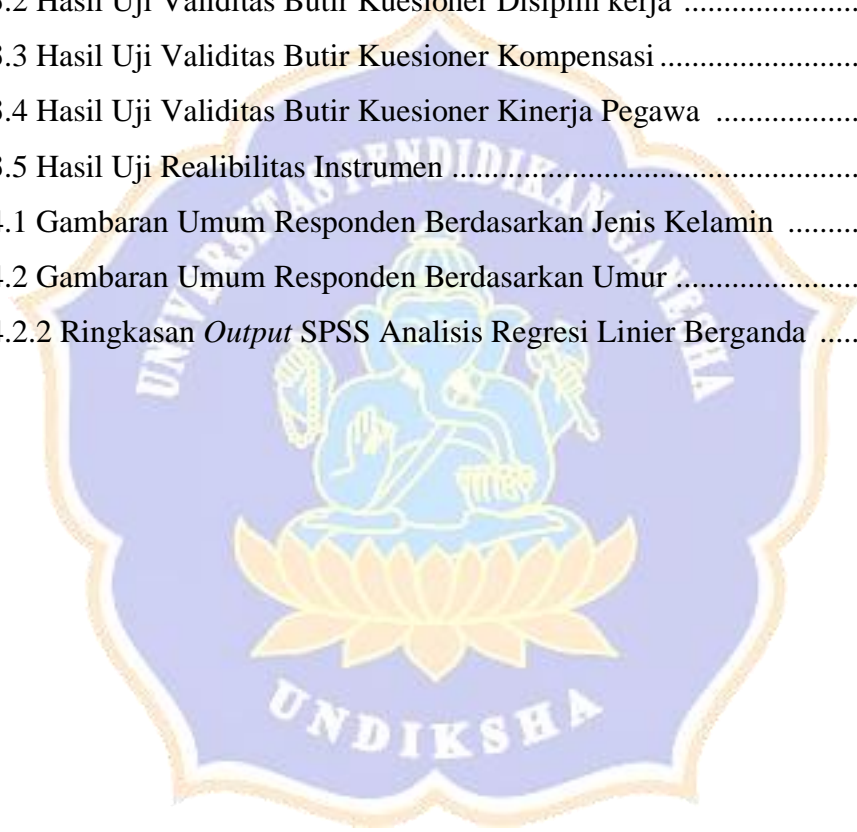 3.2 Hasil Uji Validitas Butir Kuesioner Disiplin kerja ......................
3.3 Hasil Uji Validitas Butir Kuesioner Kompensasi ........................
3.4 Hasil Uji Validitas Butir Kuesioner Kinerja Pegawa ..................
3.5 Hasil Uji Realibilitas Instrumen .................................................
4.1 Gambaran Umum Responden Berdasarkan Jenis Kelamin .........
4.2 Gambaran Umum Responden Berdasarkan Umur ......................
4.2.2 Ringkasan Output SPSS Analisis Regresi Linier Berganda .....
UNIVERSITAS PENDIDIKAN GANESHA
UNDIKSHA